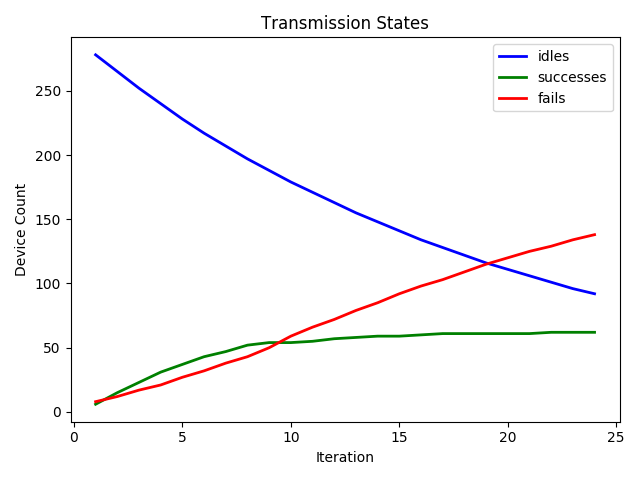 Transmission States
idles
successes
fails
Device Count
250
200
150
100
50
0
0 5 10 15 20 25
Iteration